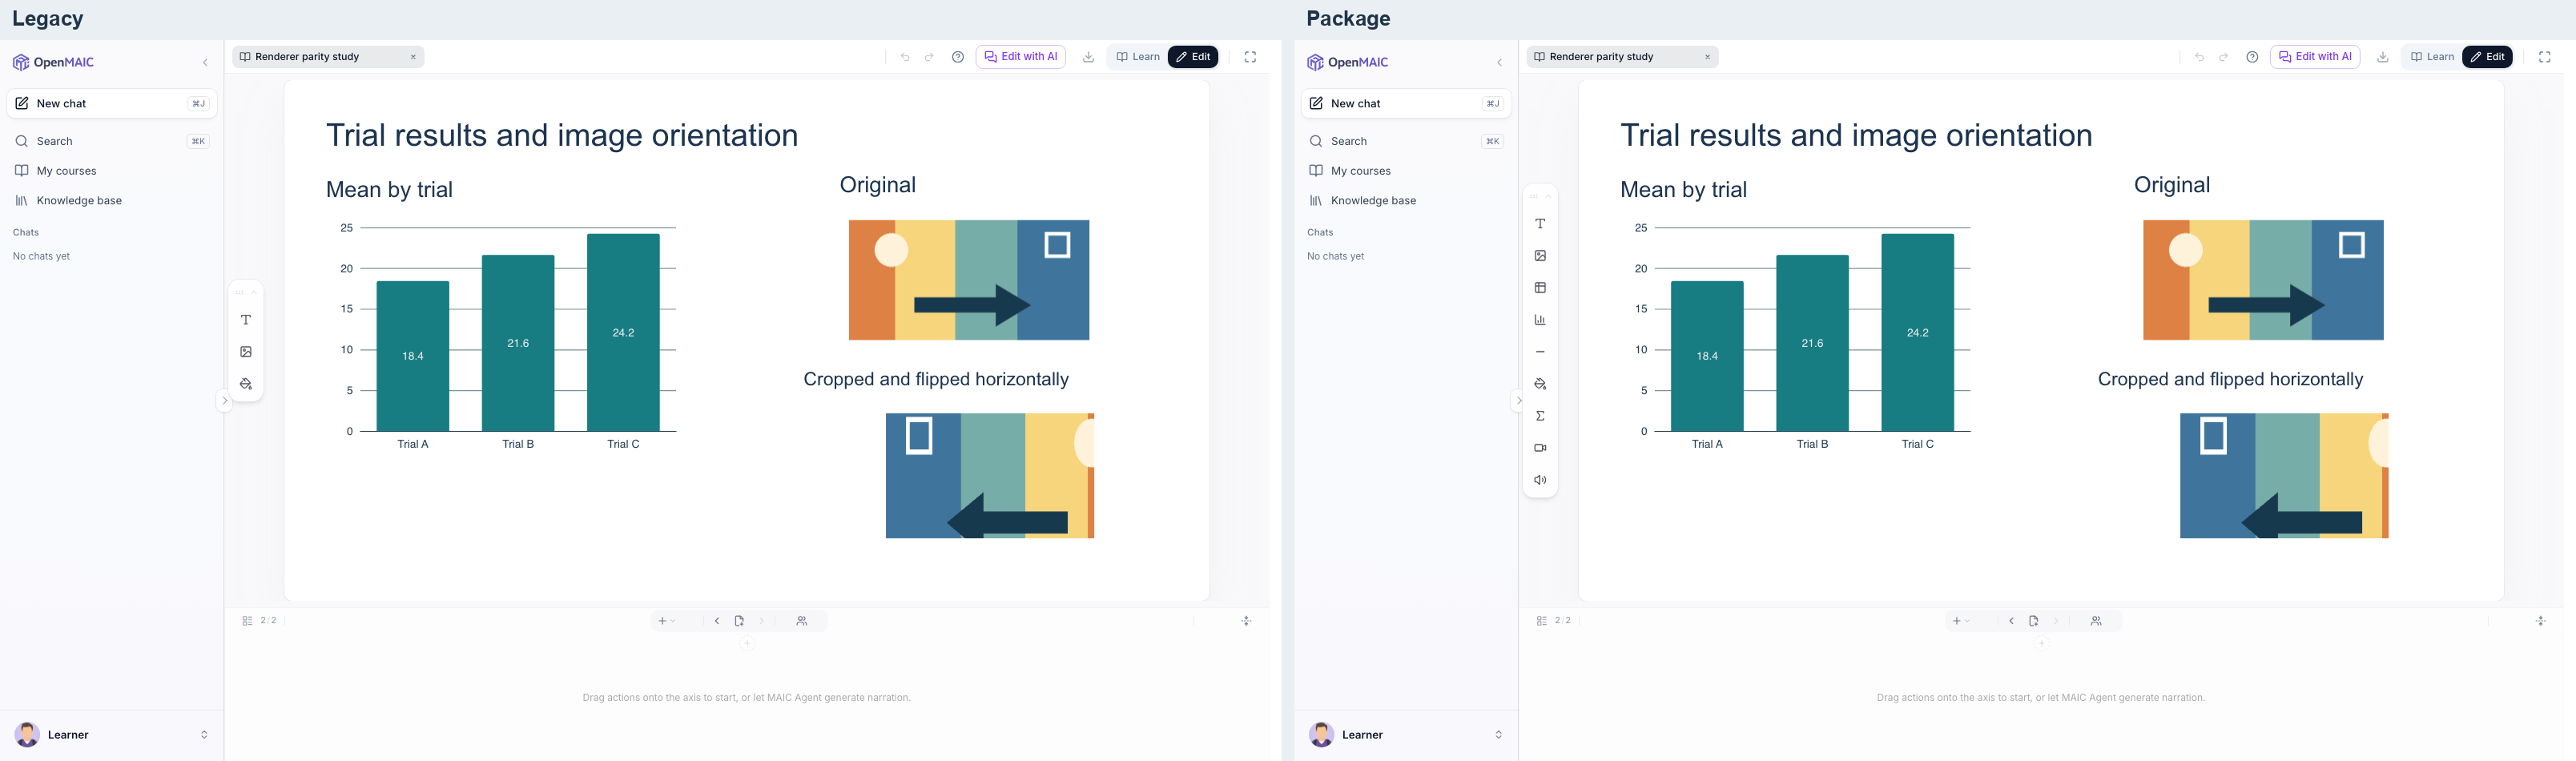 Legacy
OpenMAIC
New chat ⌘J
Search ⌘K
My courses
Knowledge base
Chats
No chats yet
Learner
Renderer parity study ×
Edit with AI
Learn
Edit
Trial results and image orientation
Mean by trial
25
20
15
10
5
0
18.4
21.6
24.2
Trial A
Trial B
Trial C
Original
Cropped and flipped horizontally
2/2
Drag actions onto the axis to start, or let MAIC Agent generate narration.
Package
OpenMAIC
New chat ⌘J
Search ⌘K
My courses
Knowledge base
Chats
No chats yet
Learner
Renderer parity study ×
Edit with AI
Learn
Edit
Trial results and image orientation
Mean by trial
25
20
15
10
5
0
18.4
21.6
24.2
Trial A
Trial B
Trial C
Original
Cropped and flipped horizontally
2/2
Drag actions onto the axis to start, or let MAIC Agent generate narration.